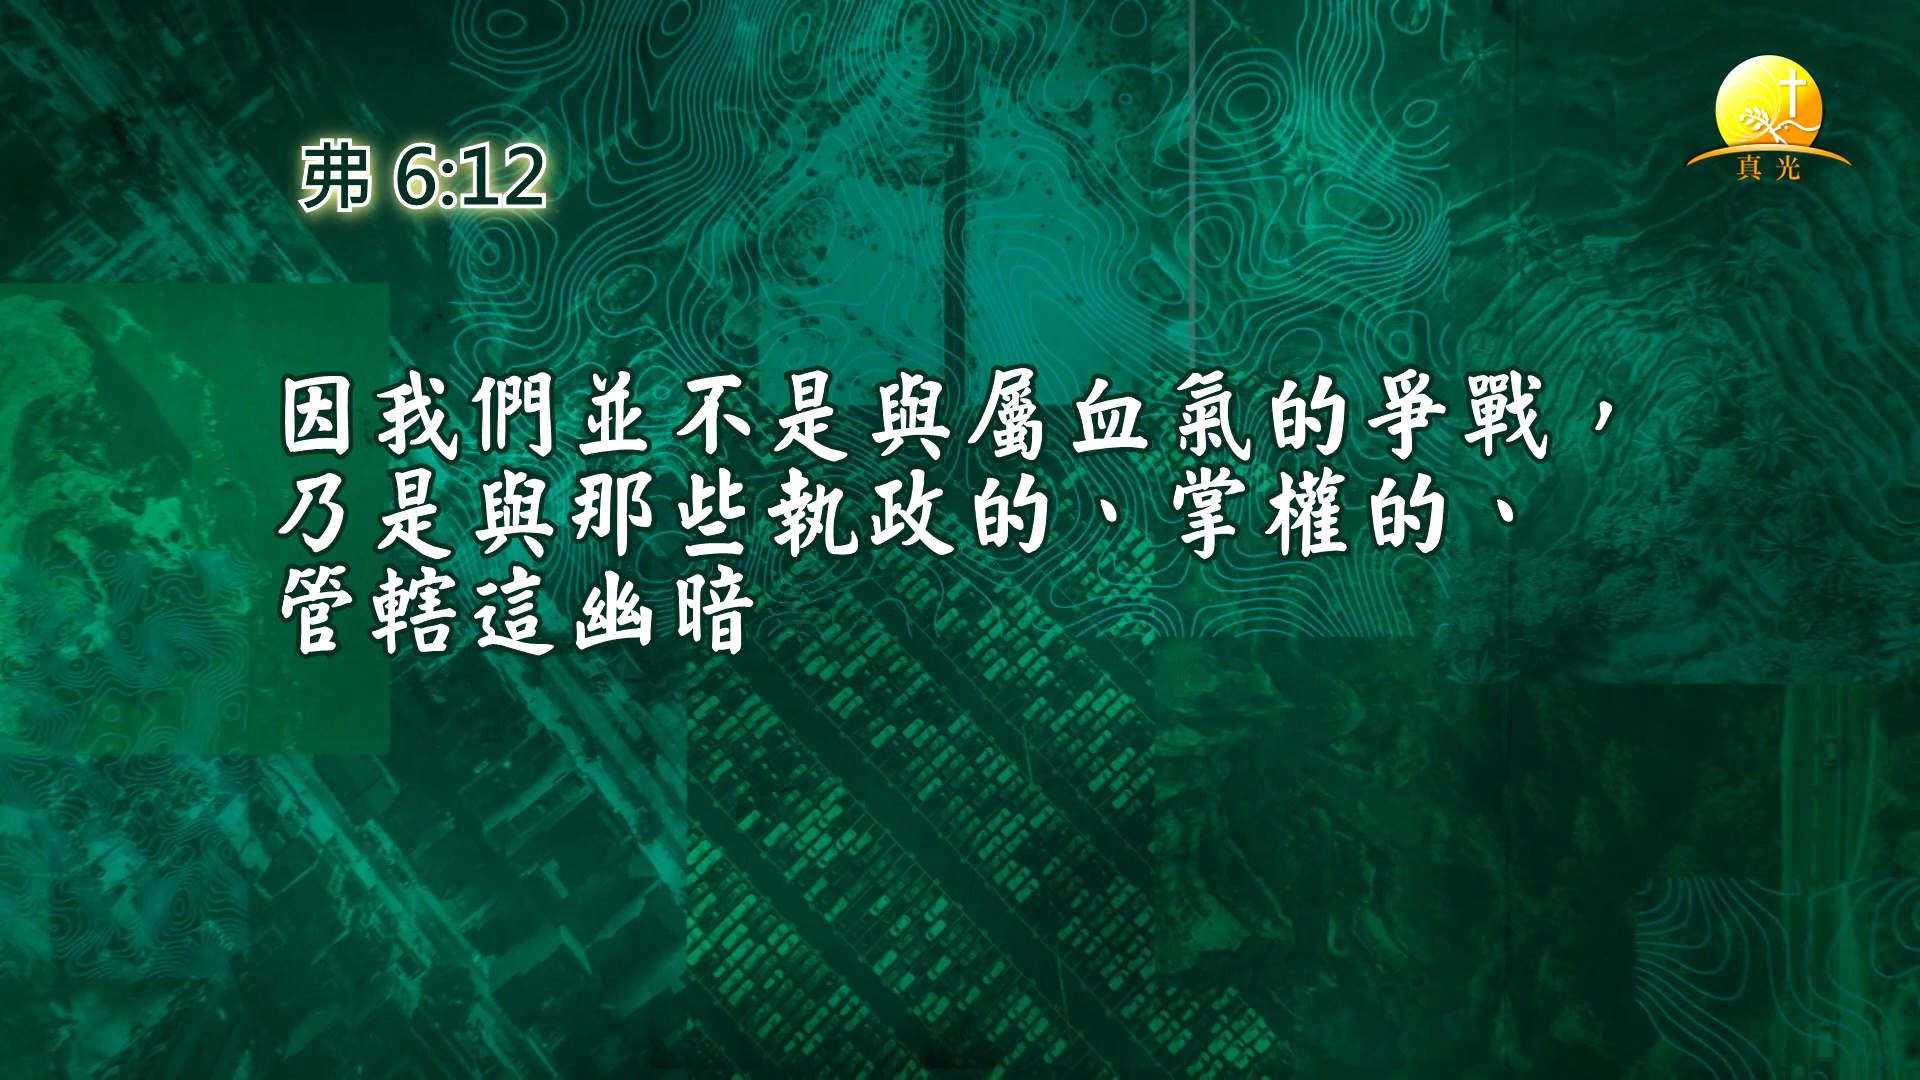 弗 6:12
真光
因我們並不是與屬血氣的爭戰，
乃是與那些執政的、掌權的、
管轄這幽暗